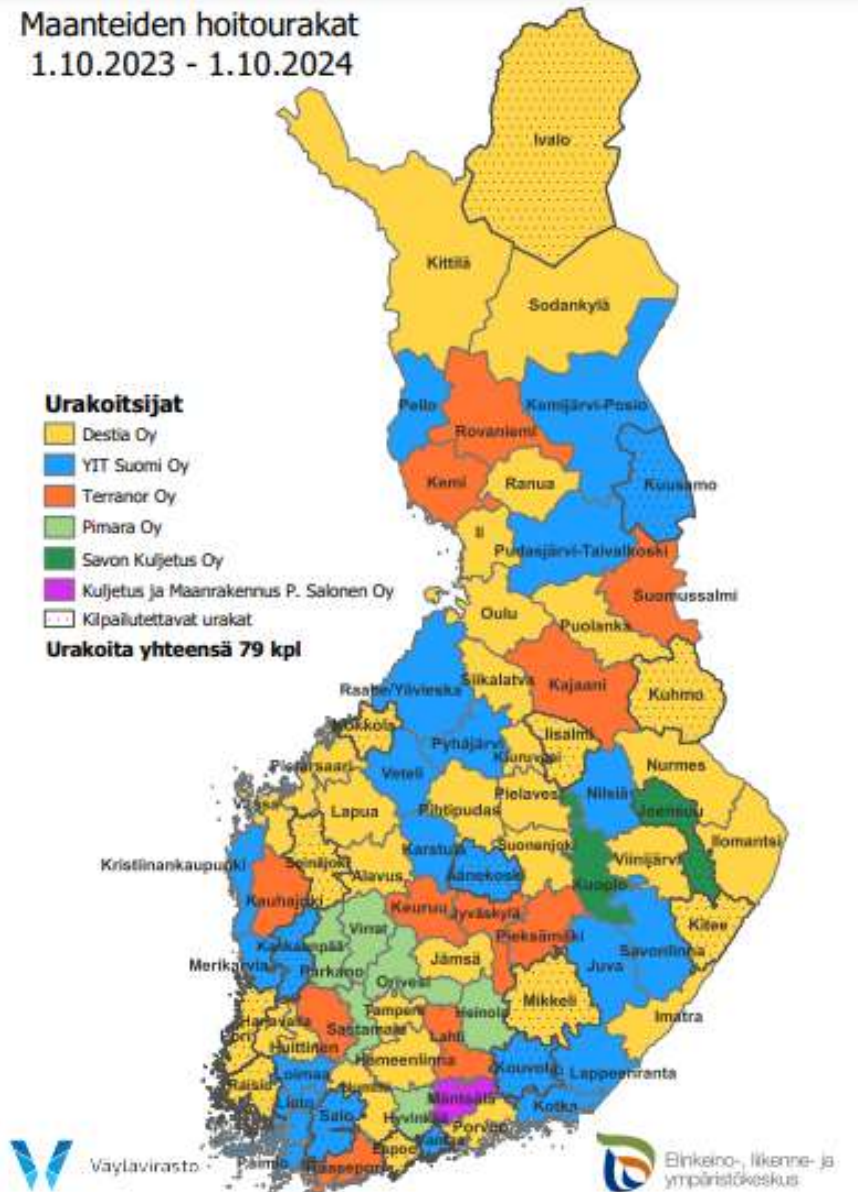 Maanteiden hoitourakat
1.10.2023 - 1.10.2024
Ivalo
Kittilä
Sodankylä
Urakoitsijat
Destia Oy
YIT Suomi Oy
Terranor Oy
Pimara Oy
Savon Kuljetus Oy
Kuljetus ja Maanrakennus P. Salonen Oy
Kilpailutettavat urakat
Urakoita yhteensä 79 kpl
Pello
Kemijärvi-Posio
Rovaniemi
Kemi
Ranua
Kuusamo
Ii
Pudasjärvi-Taivalkoski
Suomussalmi
Oulu
Puolanka
Siikalatva
Kajaani
Kuhmo
Raahe/Ylivieska
Kokkola
Iisalmi
Pyhäjärvi
Kiuruvesi
Nurmes
Pietarsaari
Veteli
Pielavesi
Nilsiä
Vaasa
Lapua
Pihtipudas
Joensuu
Ilomantsi
Karstula
Suonenjoki
Viinijärvi
Kristiinankaupunki
Seinäjoki
Alavus
Äänekoski
Kuopio
Kauhajoki
Keuruu
Jyväskylä
Kitee
Virrat
Pieksämäki
Kankaanpää
Savonlinna
Merikarvia
Parkano
Jämsä
Juva
Orivesi
Mikkeli
Harjavalta
Tampere
Heinola
Imatra
Pori
Sastamala
Lahti
Huittinen
Hämeenlinna
Raisio
Loimaa
Kouvola
Lappeenranta
Nummi
Lieto
Mäntsälä
Salo
Hyvinkää
Kotka
Porvoo
Vantaa
Espoo
Paimio
Raasepori
Väylävirasto
Elinkeino-, liikenne- ja
ympäristökeskus